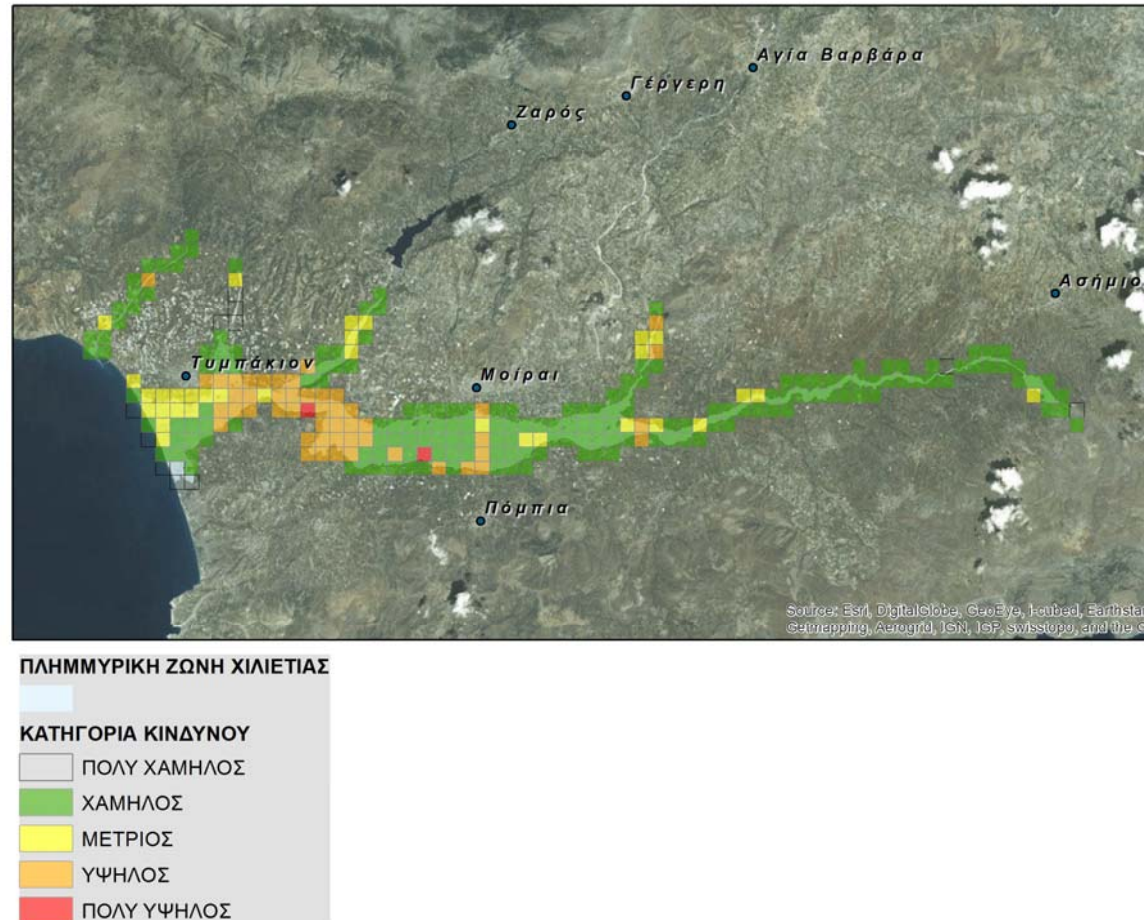 Αγία Βαρβάρα
Γέργερη
Ζαρός
Ασήμιο
Τυμπάκιον
Μοίραι
Πόμπια
Source: Esri, DigitalGlobe, GeoEye, i-cubed, Earthstar
Getmapping, Aerogrid, IGN, IGP, swisstopo, and the G
ΠΛΗΜΜΥΡΙΚΗ ΖΩΝΗ ΧΙΛΙΕΤΙΑΣ
ΚΑΤΗΓΟΡΙΑ ΚΙΝΔΥΝΟΥ
ΠΟΛΥ ΧΑΜΗΛΟΣ
ΧΑΜΗΛΟΣ
ΜΕΤΡΙΟΣ
ΥΨΗΛΟΣ
ΠΟΛΥ ΥΨΗΛΟΣ